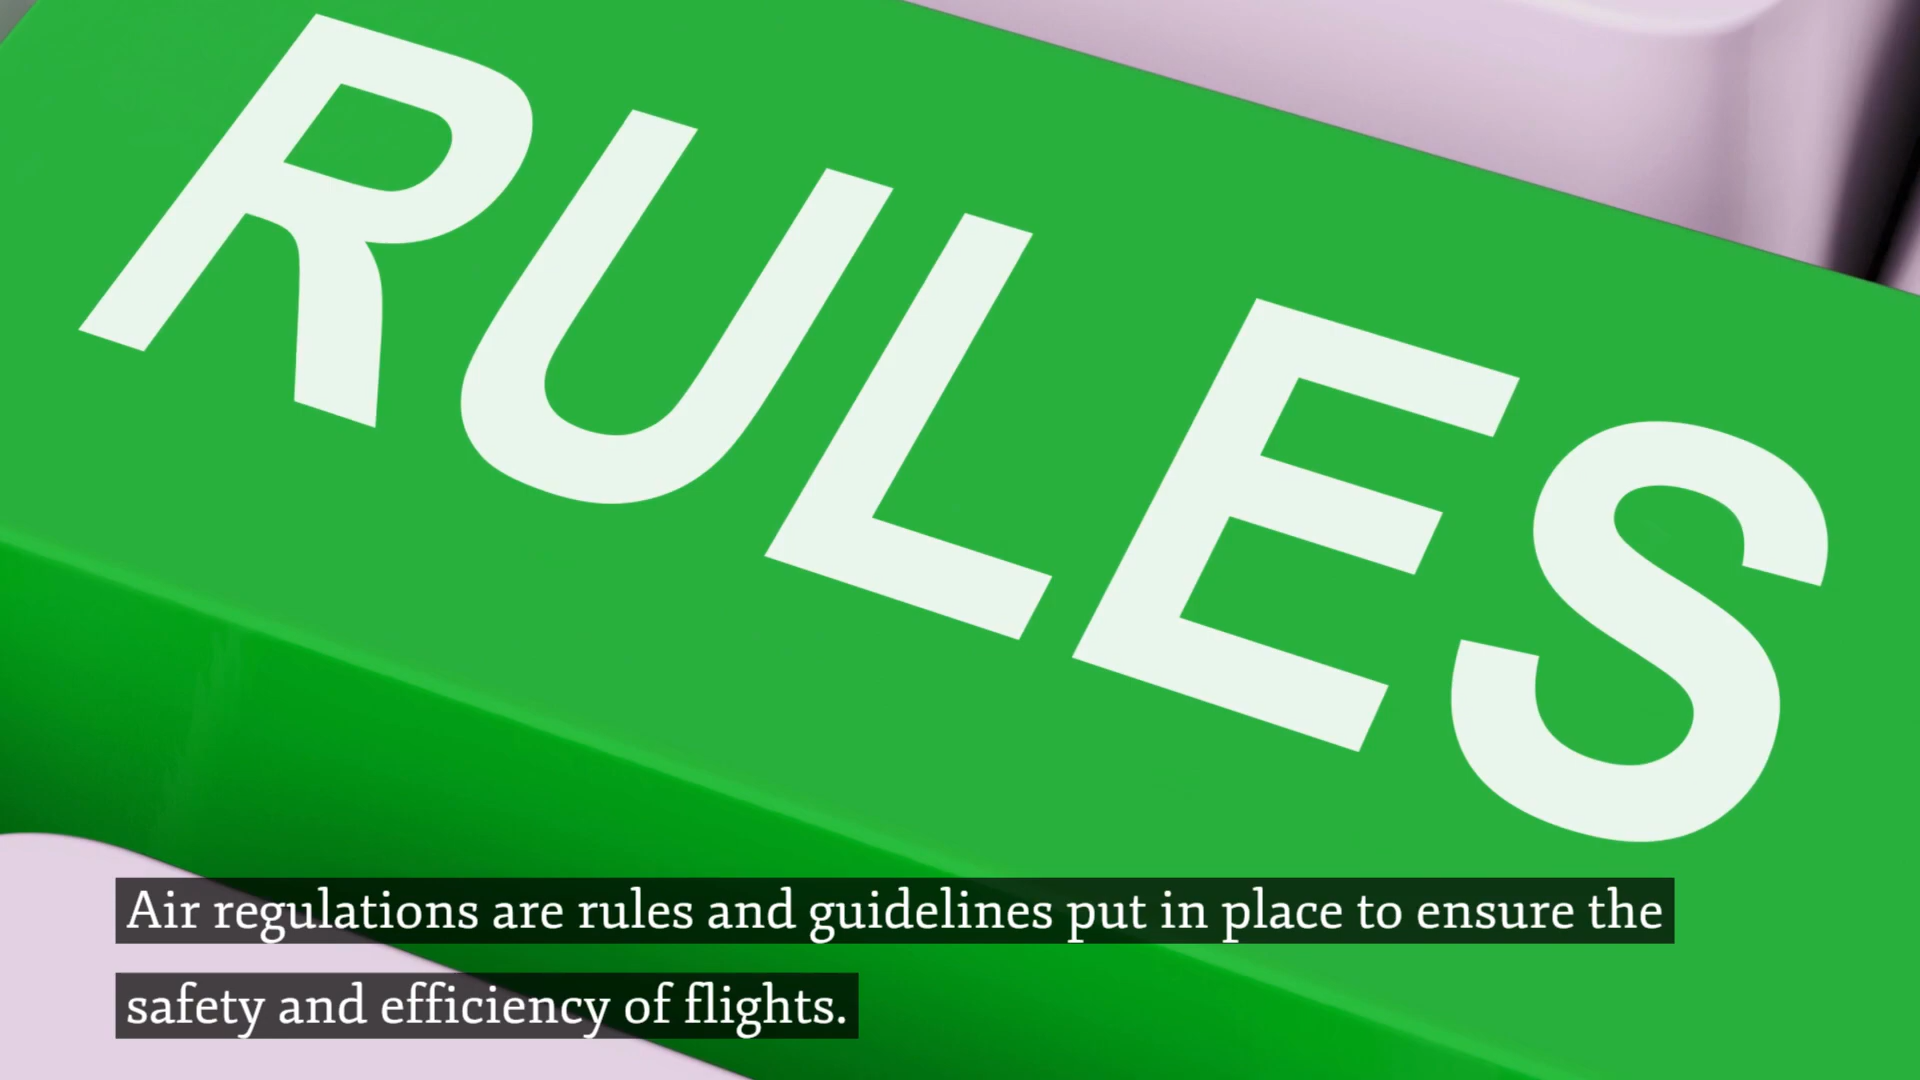 RULES
Air regulations are rules and guidelines put in place to ensure the
safety and efficiency of flights.